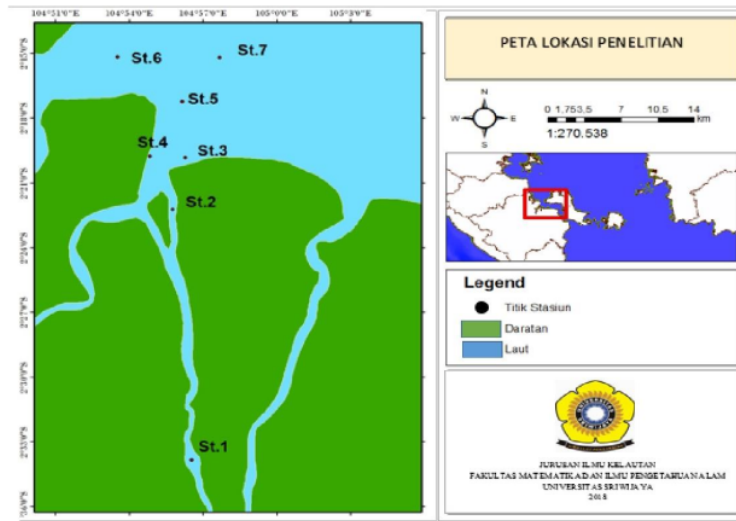 104°51'0"E 104°54'0"E 104°57'0"E 105°0'0"E 105°3'0"E
St.6
St.7
St.5
St.4
St.3
St.2
St.1
PETA LOKASI PENELITIAN
N
W
E
S
0 1,753,5 7 10,5 14
km
1:270.538
Legend
Titik Stasiun
Daratan
Laut
JURUSAN ILMU KELAUTAN
FAKULTAS MATEMATIKA DAN ILMU PENGETAHUAN ALAM
UNIVERSITAS SRIWIJAYA
2018